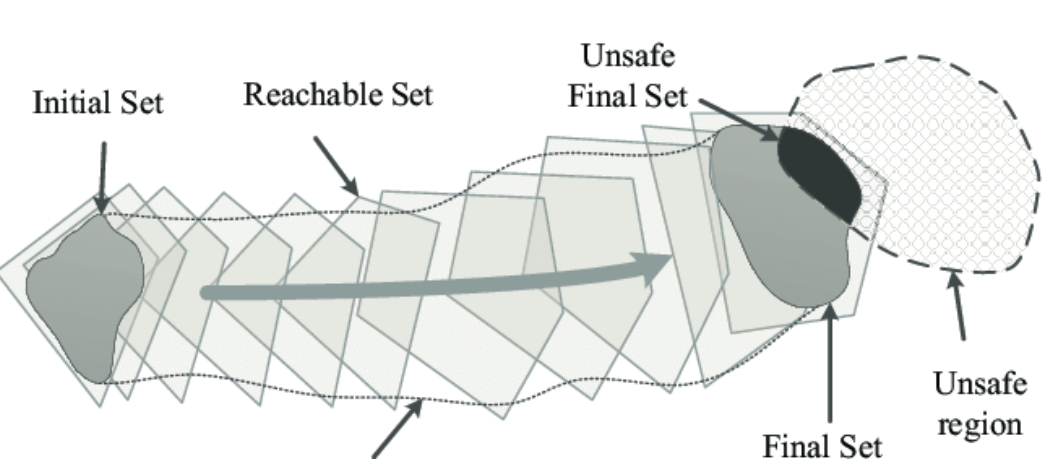 Initial Set
Reachable Set
Unsafe
Final Set
Unsafe
region
Final Set